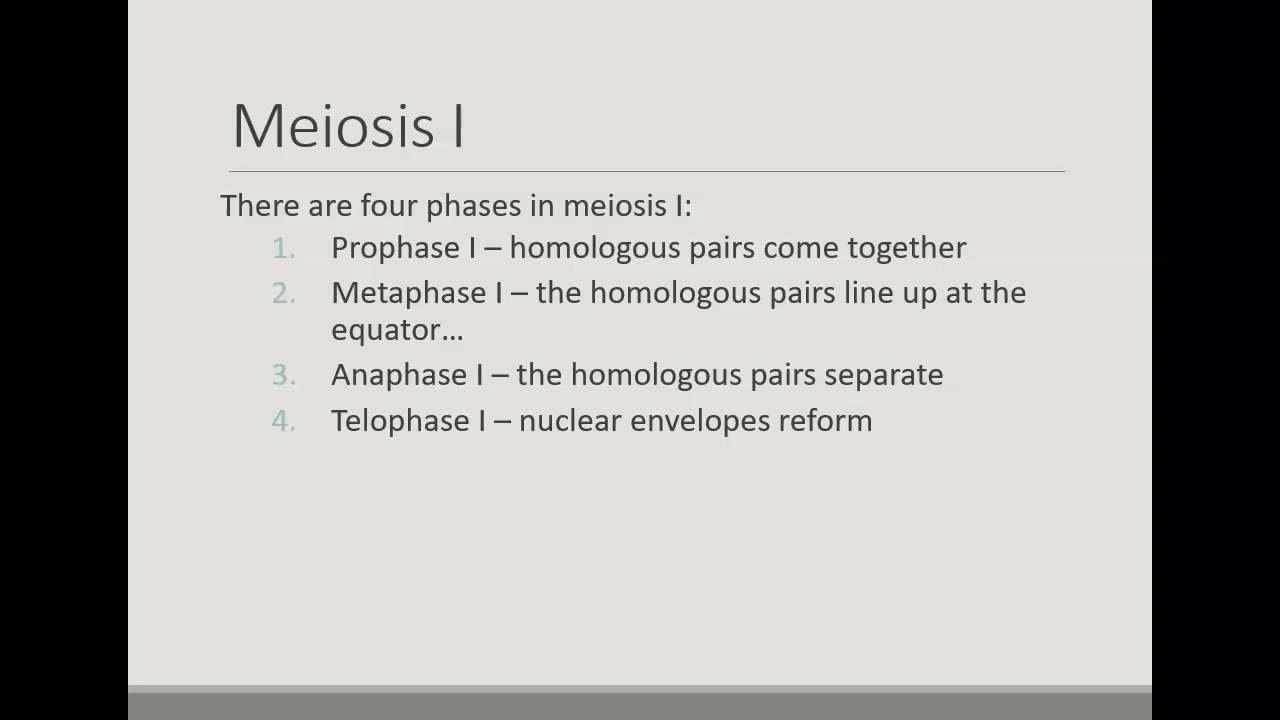 Meiosis I
There are four phases in meiosis I:
1. Prophase I – homologous pairs come together
2. Metaphase I – the homologous pairs line up at the
equator…
3. Anaphase I – the homologous pairs separate
4. Telophase I – nuclear envelopes reform